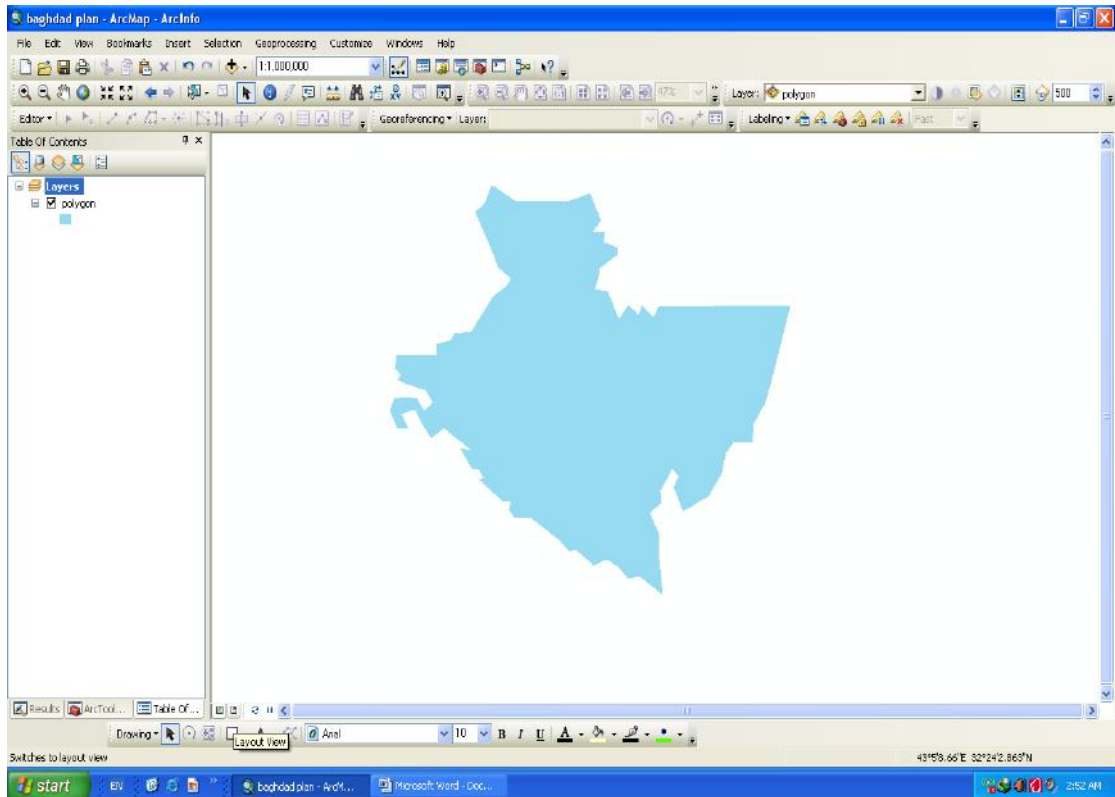 baghdad plan - ArcMap - ArcInfo
File Edit View Bookmarks Insert Selection Geoprocessing Customize Windows Help
1:1,000,000
47% Layer: polygon 500
Editor Georeferencing Layer: Labeling Fast
Table Of Contents
Layers
polygon
Results ArcTool... Table Of...
Drawing Arial 10 B I U A
Layout View
Switches to layout view 43°5'8.66"E 32°24'2.863"N
start EN baghdad plan - ArcM... Microsoft Word - Doc... 2:52 AM